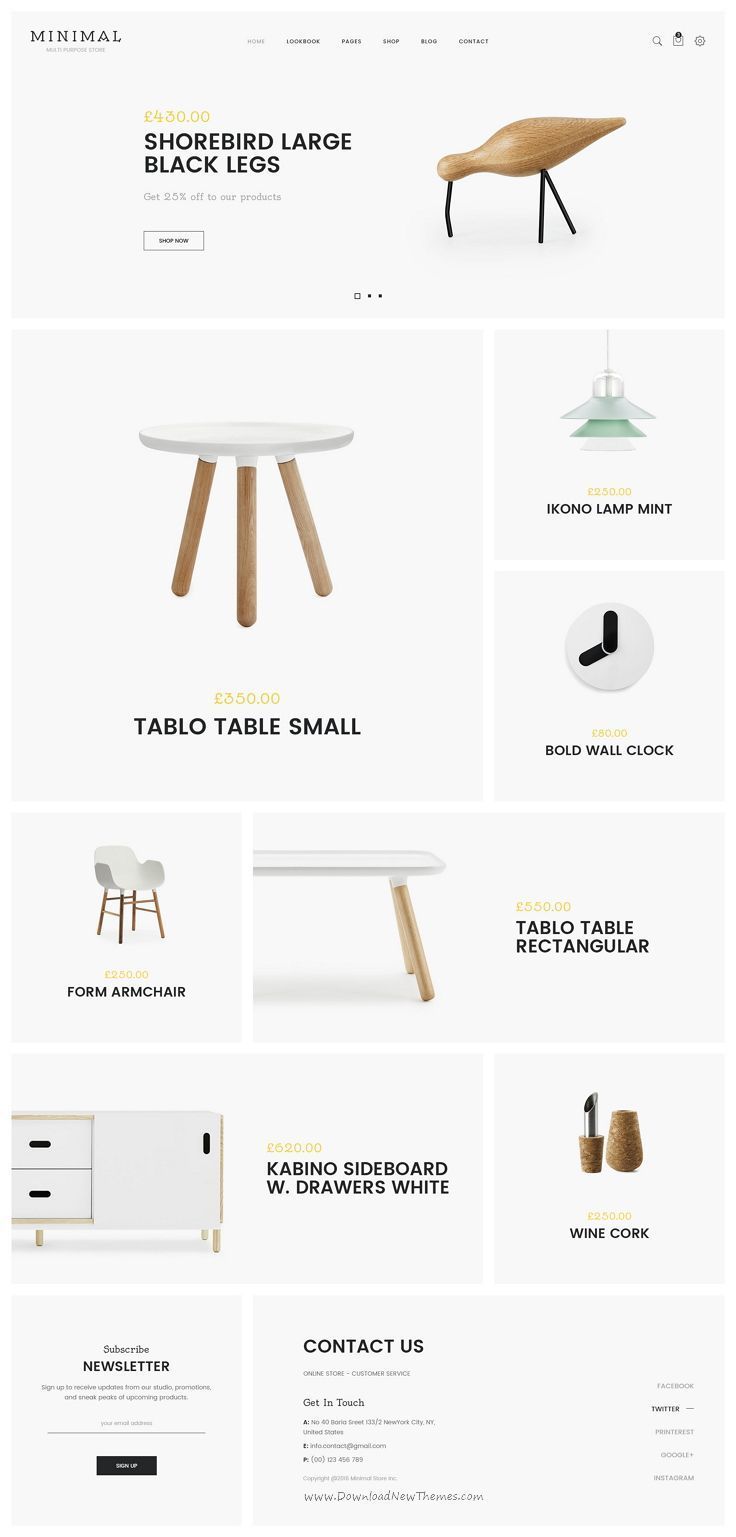 MINIMAL
MULTI PURPOSE STORE
HOME LOOKBOOK PAGES SHOP BLOG CONTACT
£430.00
SHOREBIRD LARGE
BLACK LEGS
Get 25% off to our products
SHOP NOW
£250.00
IKONO LAMP MINT
£350.00
TABLO TABLE SMALL
£80.00
BOLD WALL CLOCK
£250.00
FORM ARMCHAIR
£550.00
TABLO TABLE
RECTANGULAR
£620.00
KABINO SIDEBOARD
W. DRAWERS WHITE
£250.00
WINE CORK
Subscribe
NEWSLETTER
Sign up to receive updates from our studio, promotions,
and sneak peaks of upcoming products.
your email address
SIGN UP
CONTACT US
ONLINE STORE - CUSTOMER SERVICE
Get In Touch
A: No 40 Baria Sreet 133/2 NewYork City, NY,
United States
E: info.contact@gmail.com
P: (00) 123 456 789
Copyright @2016 Minimal Store Inc.
www.DownloadNewThemes.com
FACEBOOK
TWITTER
PRINTEREST
GOOGLE+
INSTAGRAM